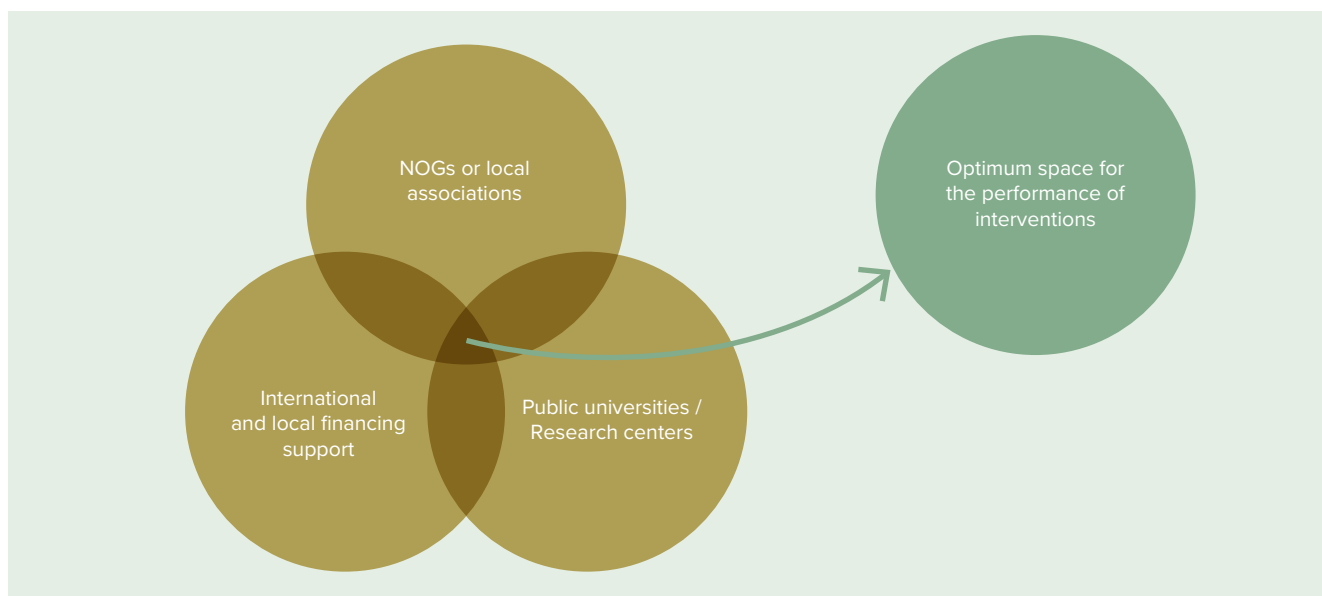 NOGs or local
associations
Optimum space for
the performance of
interventions
International
and local financing
support
Public universities /
Research centers